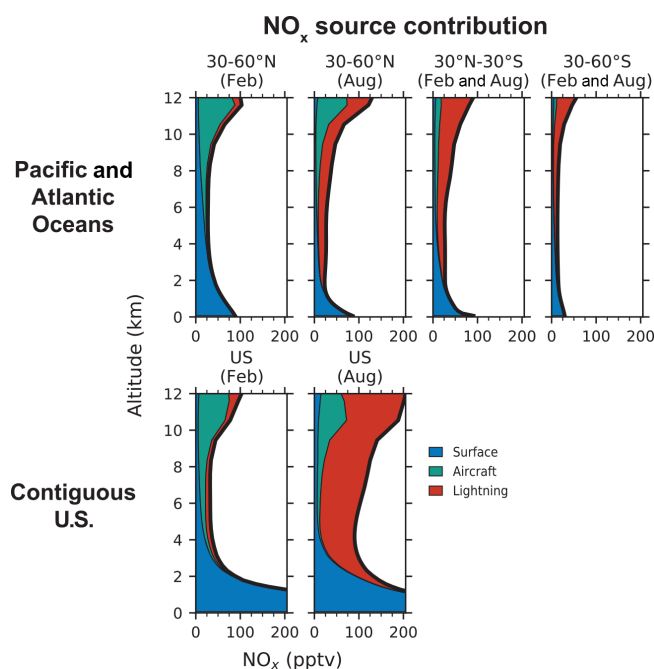 NOx source contribution
30-60°N
(Feb)
30-60°N
(Aug)
30°N-30°S
(Feb and Aug)
30-60°S
(Feb and Aug)
Pacific and
Atlantic
Oceans
Altitude (km)
12
10
8
6
4
2
0
0 100 200
0 100 200
0 100 200
0 100 200
US
(Feb)
US
(Aug)
Contiguous
U.S.
12
10
8
6
4
2
0
0 100 200
0 100 200
Surface
Aircraft
Lightning
NOx (pptv)